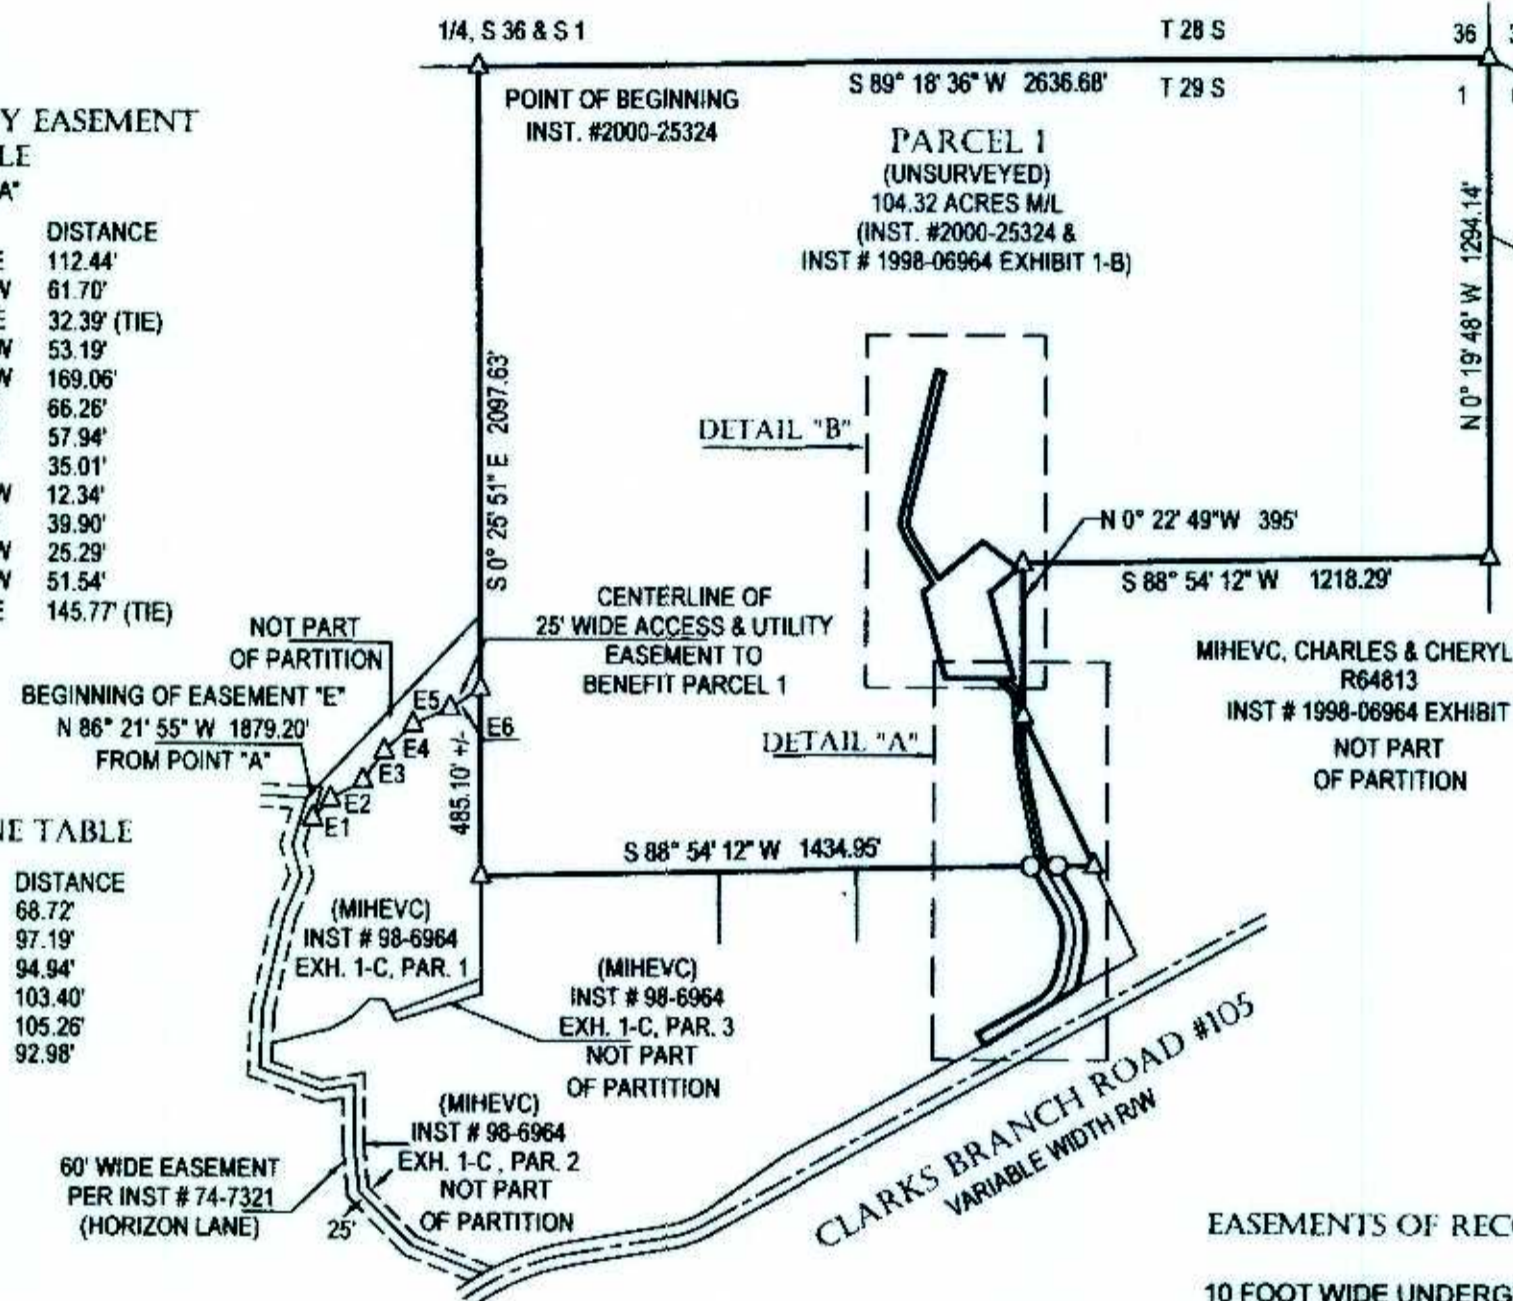 1/4, S 36 & S 1
T 28 S
36
S 89° 18' 36" W 2636.68'
T 29 S
1
POINT OF BEGINNING
INST. #2000-25324
PARCEL 1
(UNSURVEYED)
104.32 ACRES M/L
(INST. #2000-25324 &
INST # 1998-06964 EXHIBIT 1-B)
N 0° 19' 48" W 1294.14'
Y EASEMENT
LE
A"
DISTANCE
E 112.44'
W 61.70'
E 32.39' (TIE)
W 53.19'
W 169.06'
66.26'
57.94'
35.01'
W 12.34'
39.90'
W 25.29'
W 51.54'
E 145.77' (TIE)
S 0° 25' 51" E 2097.63'
DETAIL "B"
N 0° 22' 49"W 395'
S 88° 54' 12" W 1218.29'
CENTERLINE OF
25' WIDE ACCESS & UTILITY
EASEMENT TO
BENEFIT PARCEL 1
NOT PART
OF PARTITION
BEGINNING OF EASEMENT "E"
N 86° 21' 55" W 1879.20'
FROM POINT "A"
E5
E6
E4
E3
E2
E1
485.10' +/-
DETAIL "A"
MIHEVC, CHARLES & CHERYL
R64813
INST # 1998-06964 EXHIBIT
NOT PART
OF PARTITION
NE TABLE
DISTANCE
68.72'
97.19'
94.94'
103.40'
105.26'
92.98'
S 88° 54' 12" W 1434.95'
(MIHEVC)
INST # 98-6964
EXH. 1-C, PAR. 1
(MIHEVC)
INST # 98-6964
EXH. 1-C, PAR. 3
NOT PART
OF PARTITION
(MIHEVC)
INST # 98-6964
EXH. 1-C , PAR. 2
NOT PART
OF PARTITION
60' WIDE EASEMENT
PER INST # 74-7321
(HORIZON LANE)
25'
CLARKS BRANCH ROAD #105
VARIABLE WIDTH R/W
EASEMENTS OF REC
10 FOOT WIDE UNDERG